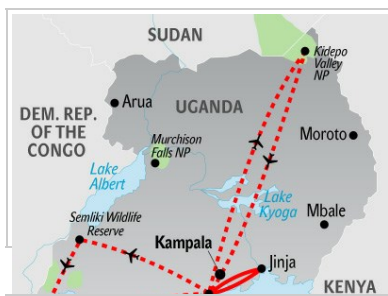 SUDAN
Kidepo
Valley
NP
Arua
UGANDA
DEM. REP.
OF THE
CONGO
Moroto
Murchison
Falls NP
Lake
Albert
Lake
Kyoga
Semliki Wildlife
Reserve
Mbale
Kampala
Jinja
KENYA